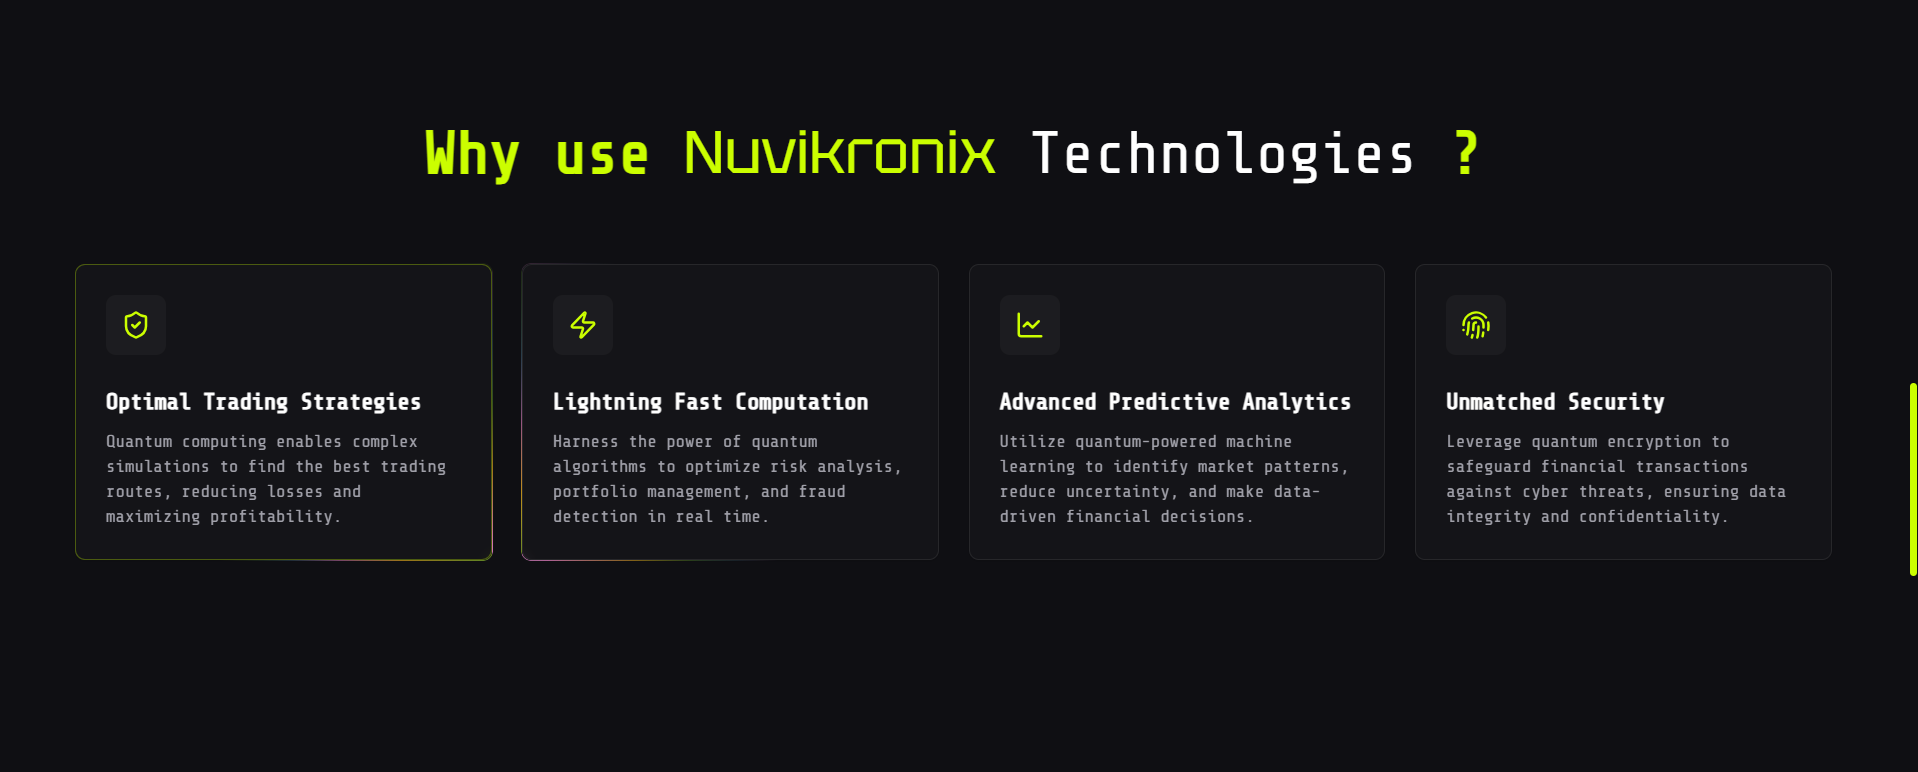 Why use Nuvikronix Technologies ?
Optimal Trading Strategies
Quantum computing enables complex
simulations to find the best trading
routes, reducing losses and
maximizing profitability.
Lightning Fast Computation
Harness the power of quantum
algorithms to optimize risk analysis,
portfolio management, and fraud
detection in real time.
Advanced Predictive Analytics
Utilize quantum-powered machine
learning to identify market patterns,
reduce uncertainty, and make data-
driven financial decisions.
Unmatched Security
Leverage quantum encryption to
safeguard financial transactions
against cyber threats, ensuring data
integrity and confidentiality.